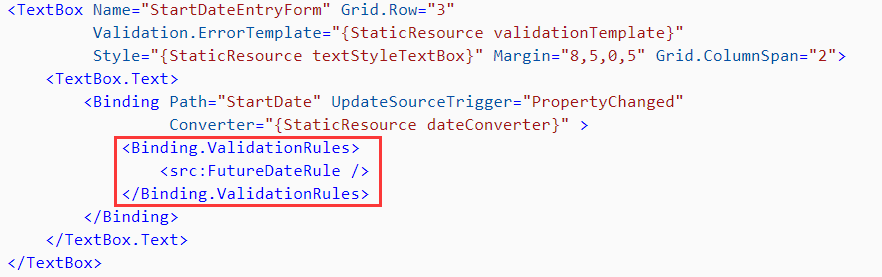 <TextBox Name="StartDateEntryForm" Grid.Row="3"
Validation.ErrorTemplate="{StaticResource validationTemplate}"
Style="{StaticResource textStyleTextBox}" Margin="8,5,0,5" Grid.ColumnSpan="2">
<TextBox.Text>
<Binding Path="StartDate" UpdateSourceTrigger="PropertyChanged"
Converter="{StaticResource dateConverter}" >
<Binding.ValidationRules>
<src:FutureDateRule />
</Binding.ValidationRules>
</Binding>
</TextBox.Text>
</TextBox>